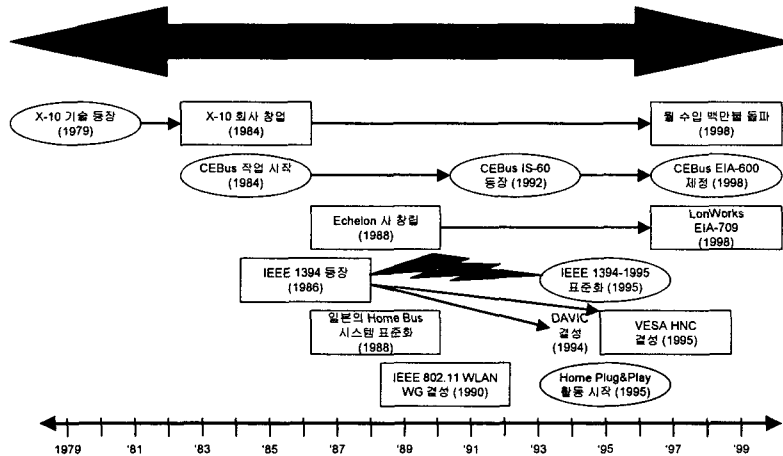 X-10 기술 등장
(1979)
X-10 회사 창업
(1984)
월 수입 백만불 돌파
(1998)
CEBus 작업 시작
(1984)
CEBus IS-60
등장 (1992)
CEBus EIA-600
제정 (1998)
Echelon 사 창립
(1988)
LonWorks
EIA-709
(1998)
IEEE 1394 등장
(1986)
IEEE 1394-1995
표준화 (1995)
일본의 Home Bus
시스템 표준화
(1988)
DAVIC
결성
(1994)
VESA HNC
결성 (1995)
IEEE 802.11 WLAN
WG 결성 (1990)
Home Plug&Play
활동 시작 (1995)
1979 '81 '83 '85 '87 '89 '91 '93 '95 '97 '99